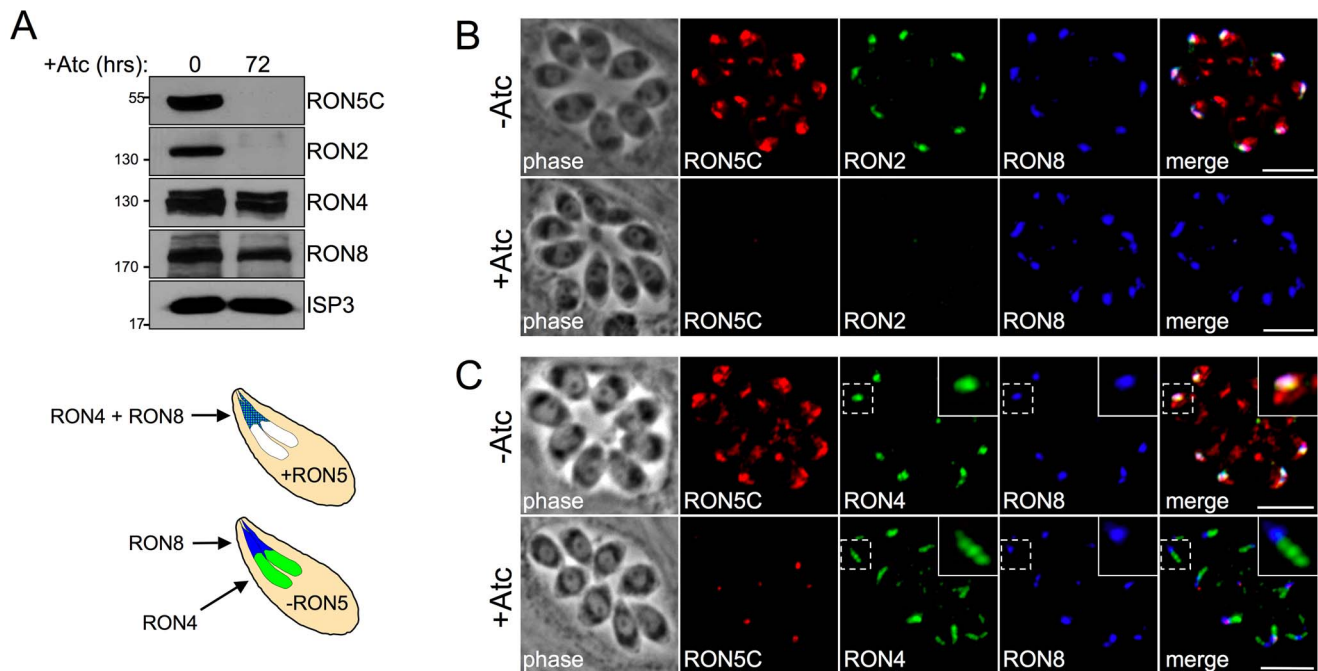 A
+Atc (hrs): 0 72
55 RON5C
130 RON2
130 RON4
170 RON8
17 ISP3
RON4 + RON8
+RON5
RON8
-RON5
RON4
B
-Atc
phase RON5C RON2 RON8 merge
+Atc
phase RON5C RON2 RON8 merge
C
-Atc
phase RON5C RON4 RON8 merge
+Atc
phase RON5C RON4 RON8 merge